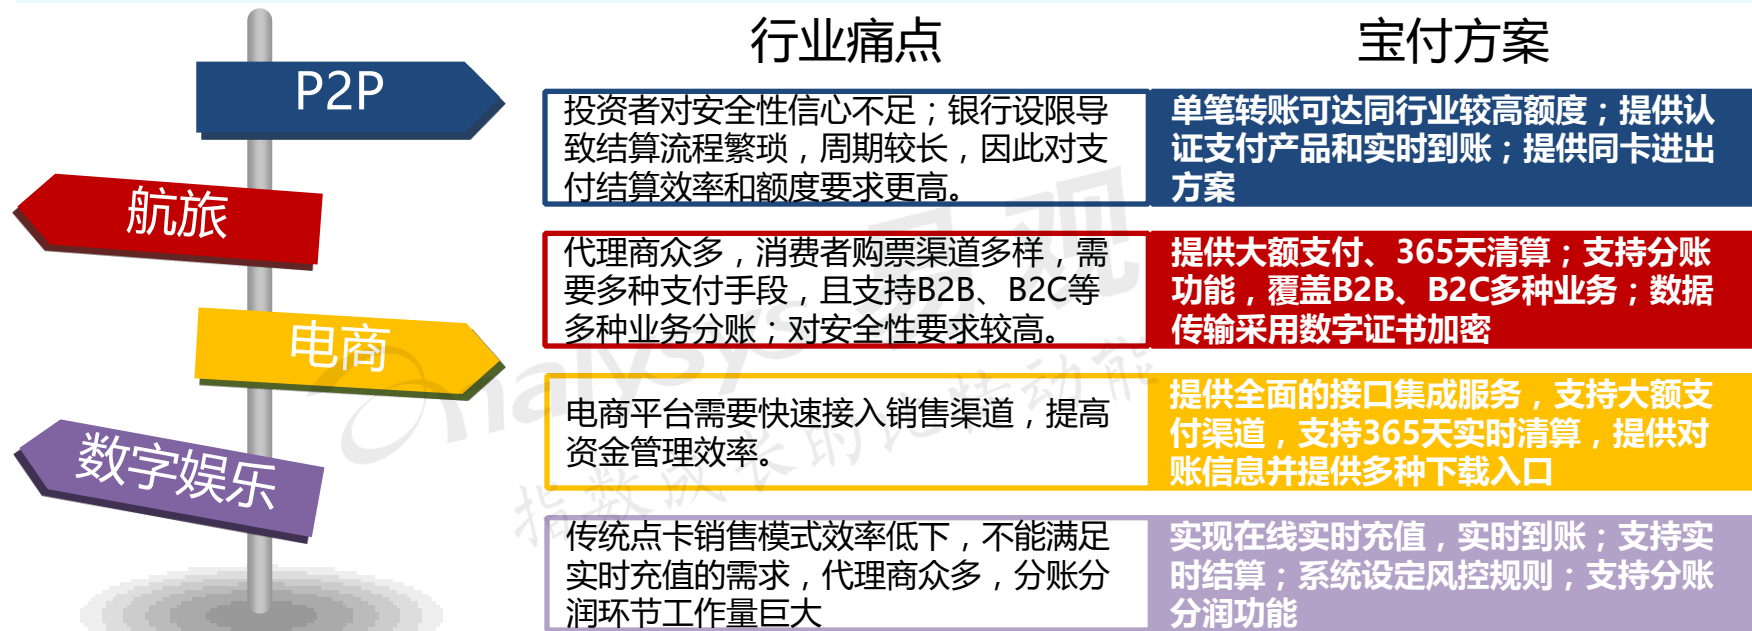 行业痛点
宝付方案
P2P
投资者对安全性信心不足；银行设限导
致结算流程繁琐，周期较长，因此对支
付结算效率和额度要求更高。
单笔转账可达同行业较高额度；提供认
证支付产品和实时到账；提供同卡进出
方案
航旅
代理商众多，消费者购票渠道多样，需
要多种支付手段，且支持B2B、B2C等
多种业务分账；对安全性要求较高。
提供大额支付、365天清算；支持分账
功能，覆盖B2B、B2C多种业务；数据
传输采用数字证书加密
电商
电商平台需要快速接入销售渠道，提高
资金管理效率。
提供全面的接口集成服务，支持大额支
付渠道，支持365天实时清算，提供对
账信息并提供多种下载入口
数字娱乐
传统点卡销售模式效率低下，不能满足
实时充值的需求，代理商众多，分账分
润环节工作量巨大
实现在线实时充值，实时到账；支持实
时结算；系统设定风控规则；支持分账
分润功能
analysys 易观
指数成长的比特动能